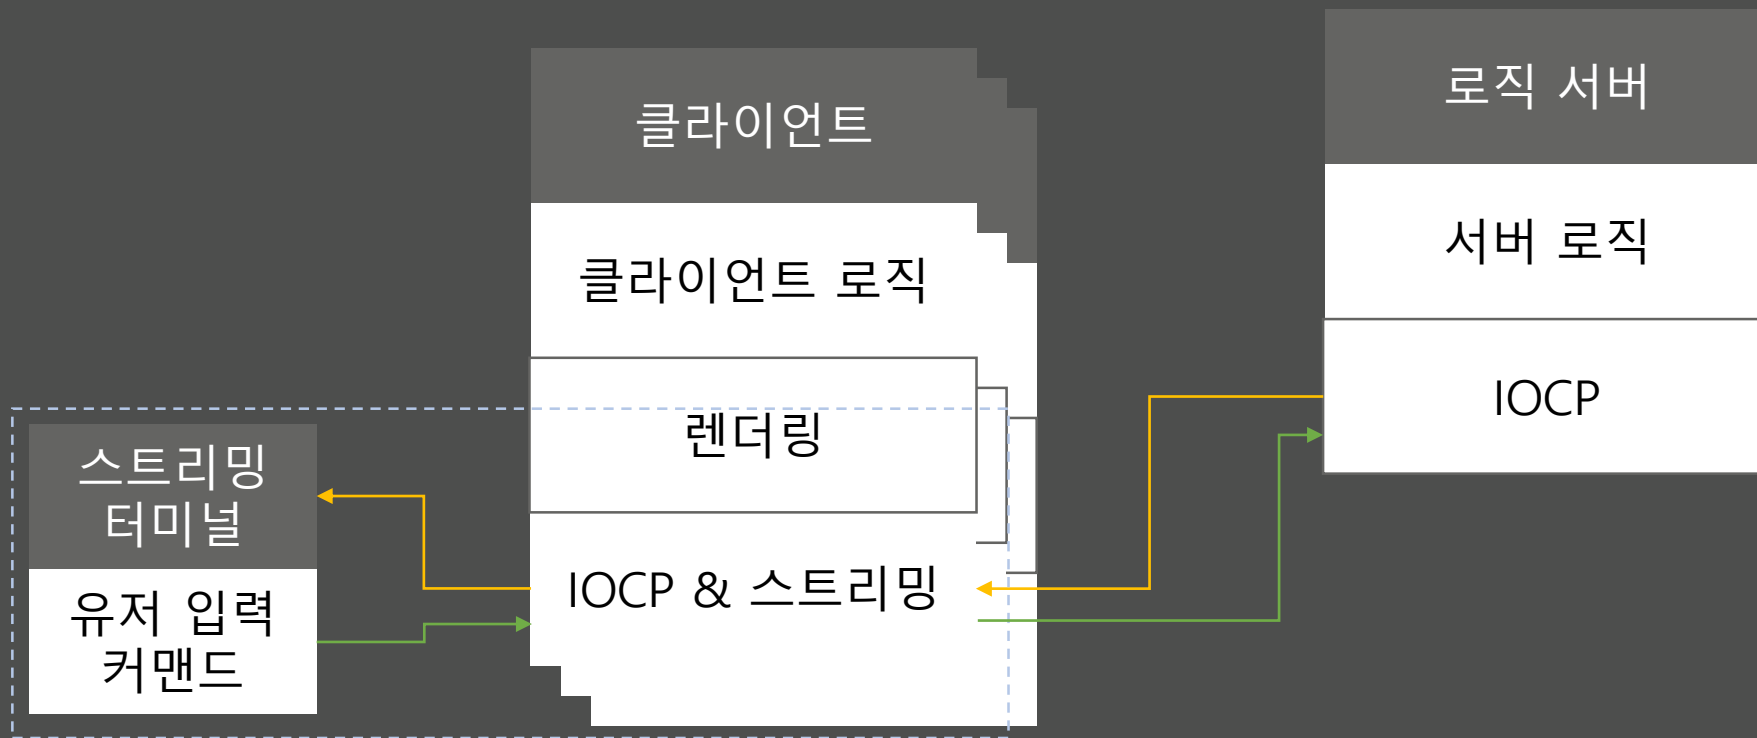 클라이언트
클라이언트 로직
렌더링
IOCP & 스트리밍
스트리밍
터미널
유저 입력
커맨드
로직 서버
서버 로직
IOCP